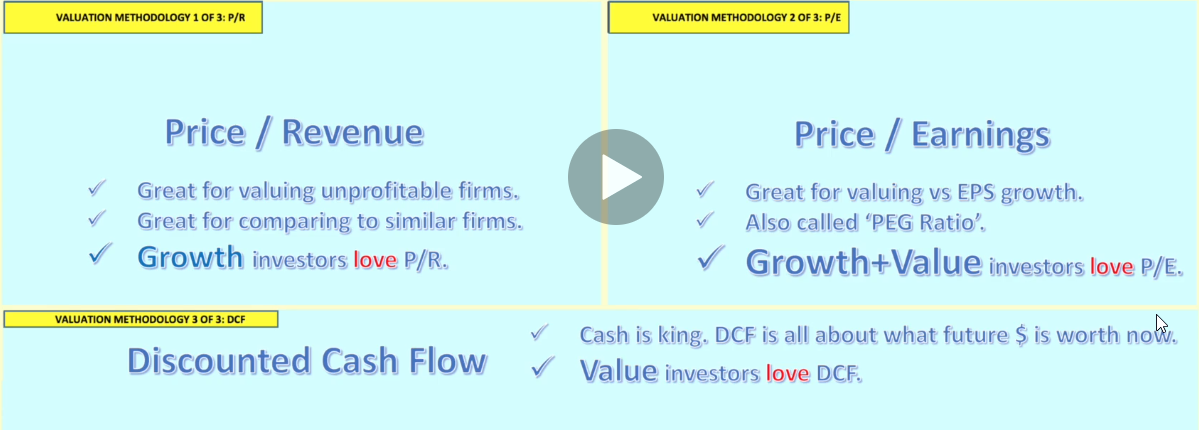 VALUATION METHODOLOGY 1 OF 3: P/R
Price / Revenue
✓ Great for valuing unprofitable firms.
✓ Great for comparing to similar firms.
✓ Growth investors love P/R.
VALUATION METHODOLOGY 2 OF 3: P/E
Price / Earnings
✓ Great for valuing vs EPS growth.
✓ Also called ‘PEG Ratio’.
✓ Growth+Value investors love P/E.
VALUATION METHODOLOGY 3 OF 3: DCF
Discounted Cash Flow
✓ Cash is king. DCF is all about what future $ is worth now.
✓ Value investors love DCF.